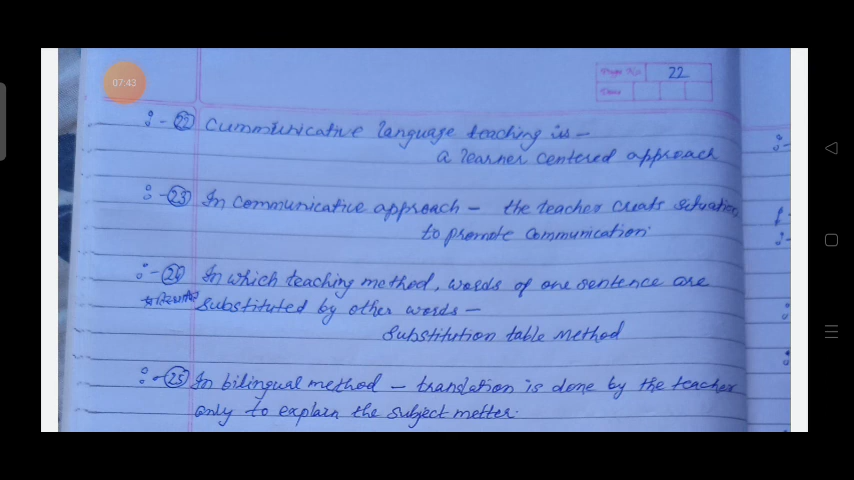 07:43
Page No 22
Date
:-22 Cummunicative language teaching is -
a learner centered approach
:-23 In communicative approach - the teacher creats situation
to promote communication.
:-24 In which teaching method, words of one sentence are
substituted by other words -
Substitution table Method
:-25 In bilingual method - translation is done by the teacher
only to explain the subject metter.